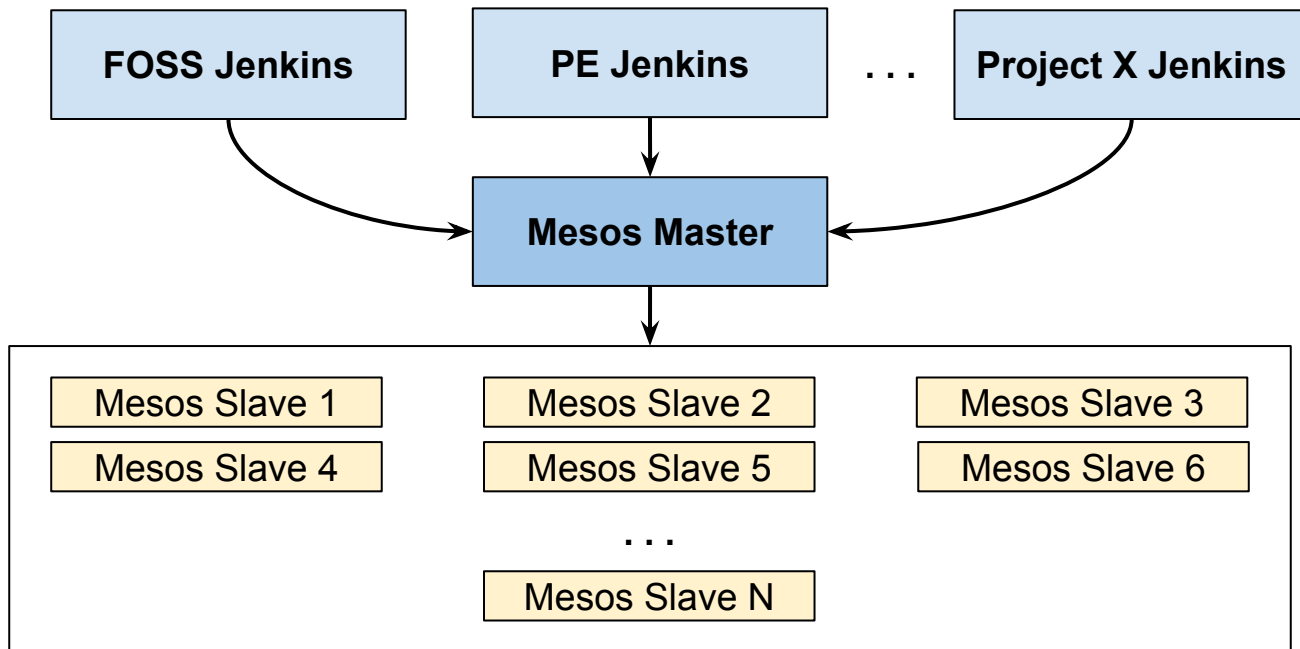 FOSS Jenkins
PE Jenkins
. . .
Project X Jenkins
Mesos Master
Mesos Slave 1
Mesos Slave 2
Mesos Slave 3
Mesos Slave 4
Mesos Slave 5
Mesos Slave 6
. . .
Mesos Slave N